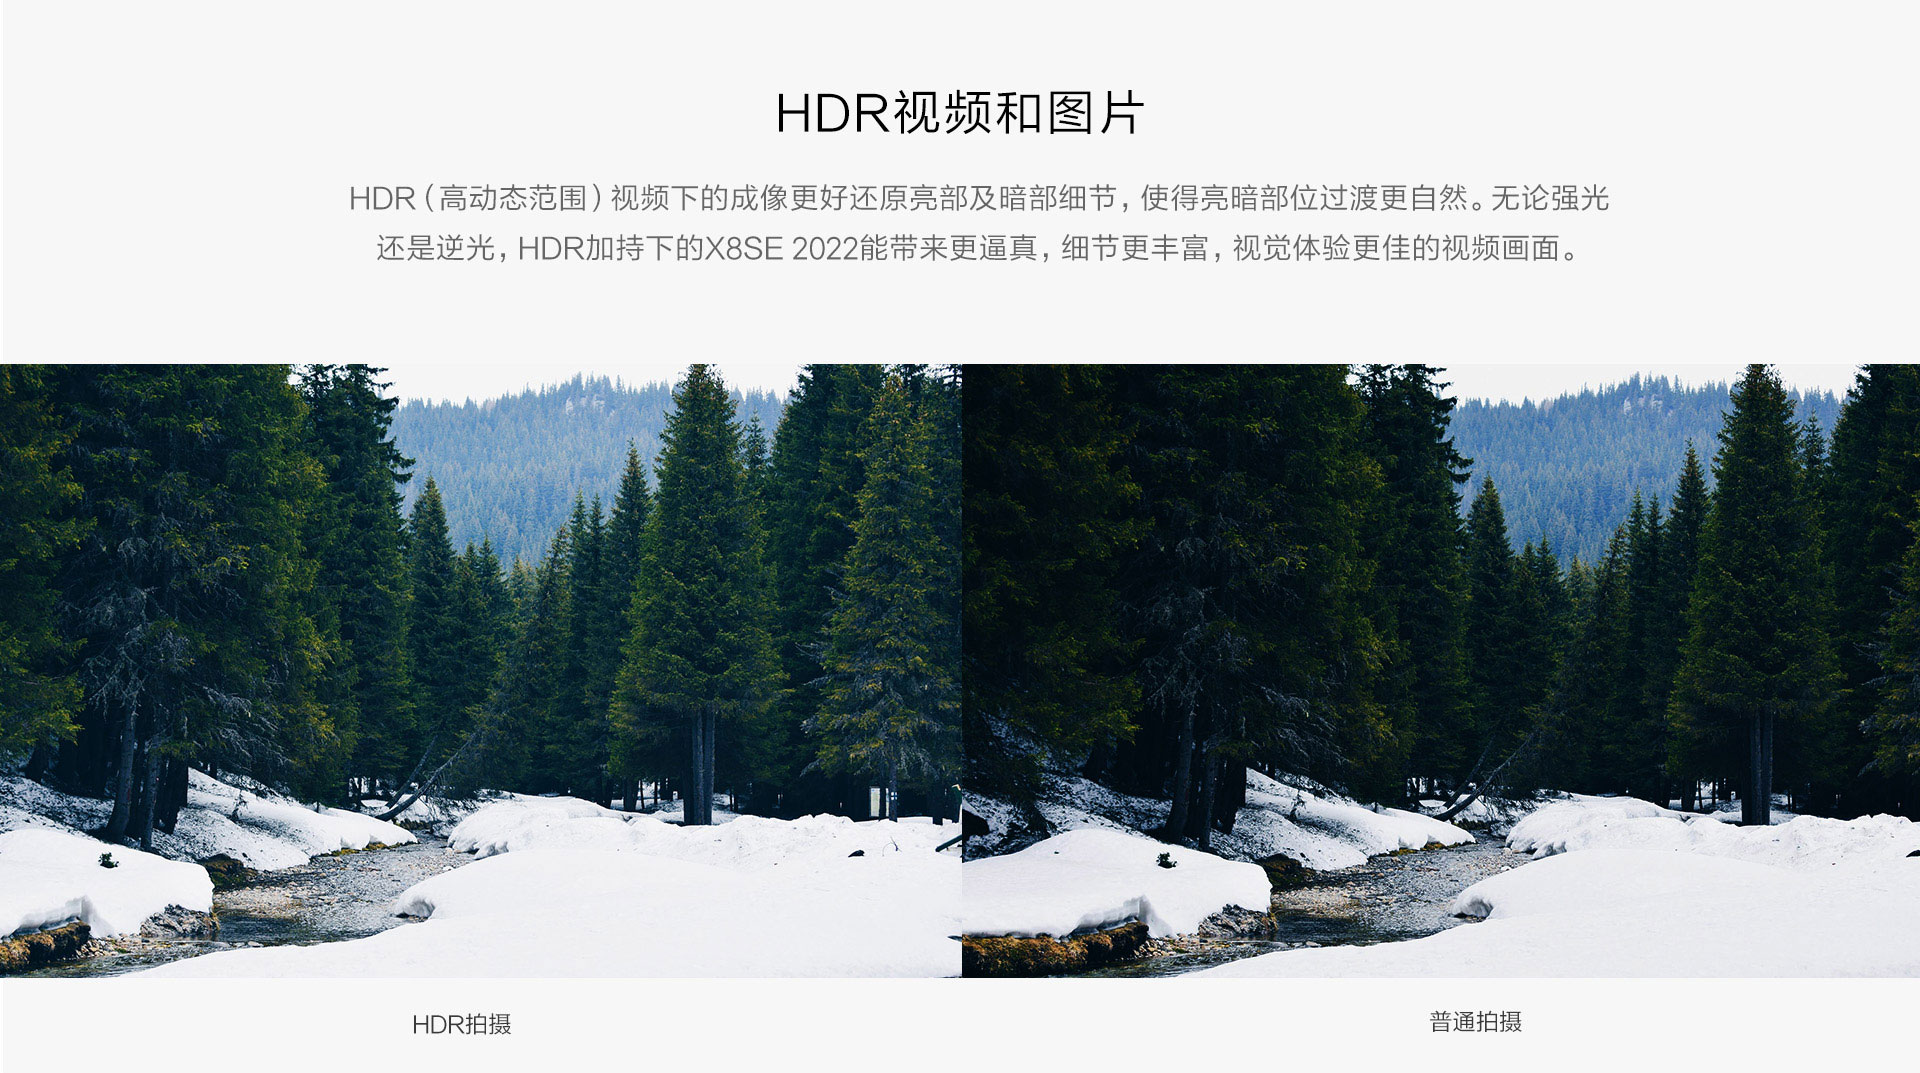 HDR视频和图片
HDR（高动态范围）视频下的成像更好还原亮部及暗部细节，使得亮暗部位过渡更自然。无论强光
还是逆光，HDR加持下的X8SE 2022能带来更逼真，细节更丰富，视觉体验更佳的视频画面。
HDR拍摄
普通拍摄